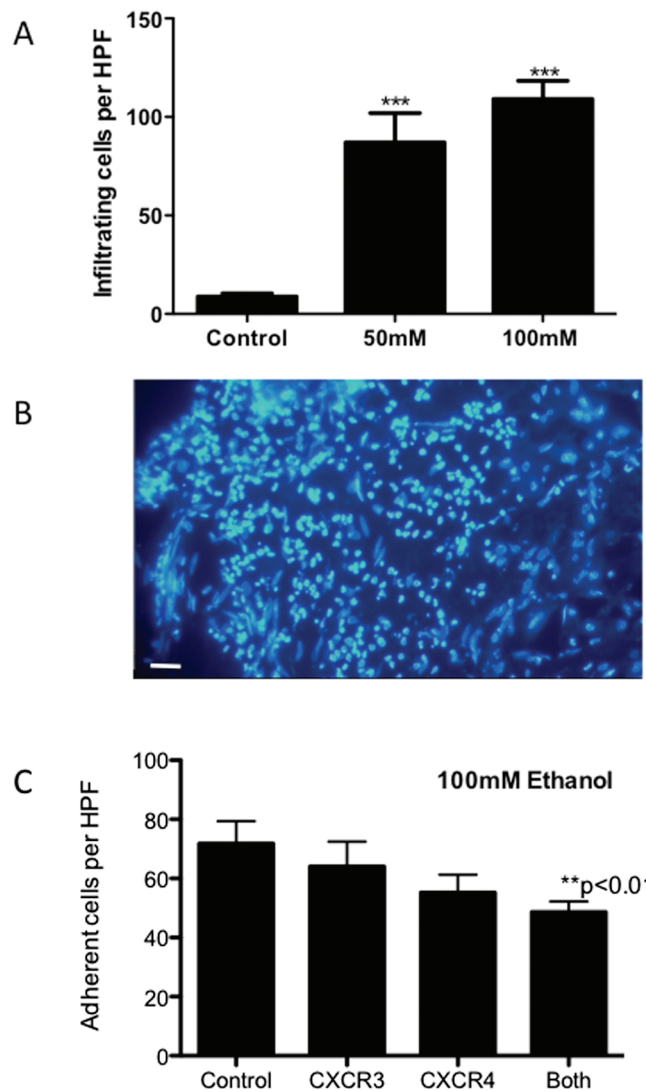 A
Infiltrating cells per HPF
150
100
50
0
***
***
Control 50mM 100mM
B
C
Adherent cells per HPF
100
80
60
40
20
0
100mM Ethanol
**p<0.01
Control CXCR3 CXCR4 Both